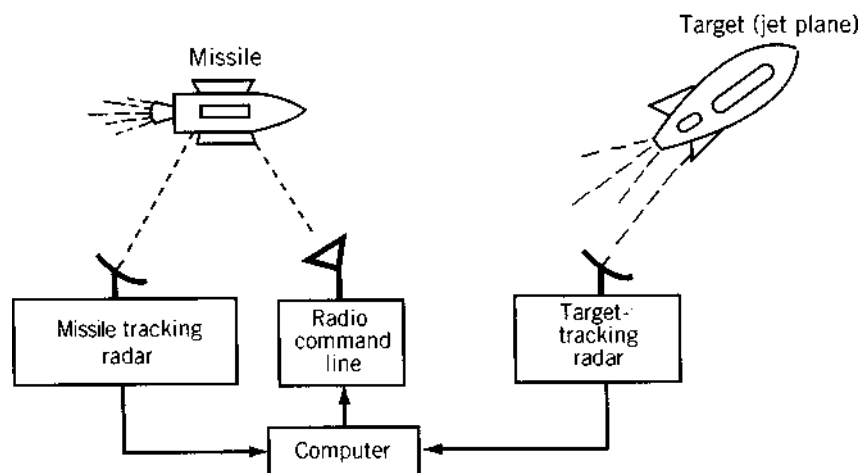 Target (jet plane)
Missile
Missile tracking
radar
Radio
command
line
Target-
tracking
radar
Computer